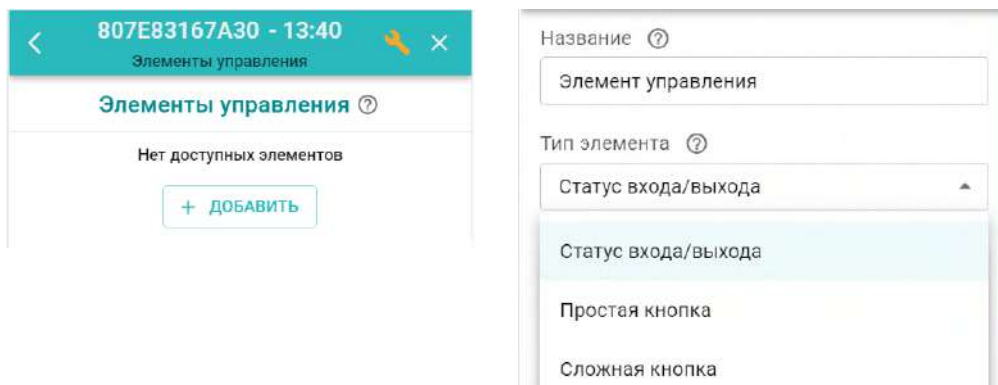 807E83167A30 - 13:40
Элементы управления
Элементы управления
Нет доступных элементов
+ ДОБАВИТЬ
Название
Элемент управления
Тип элемента
Статус входа/выхода
Статус входа/выхода
Простая кнопка
Сложная кнопка